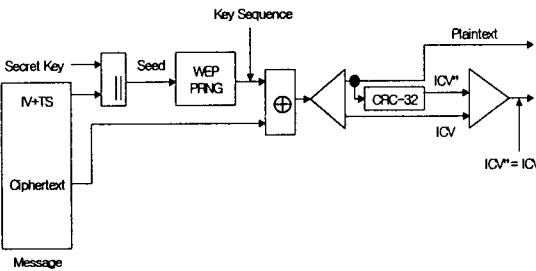 Key Sequence
Plaintext
Secret Key
Seed
WEP
PRNG
IV+TS
||
⊕
ICV"
CRC-32
ICV
Ciphertext
ICV" = ICV
Message